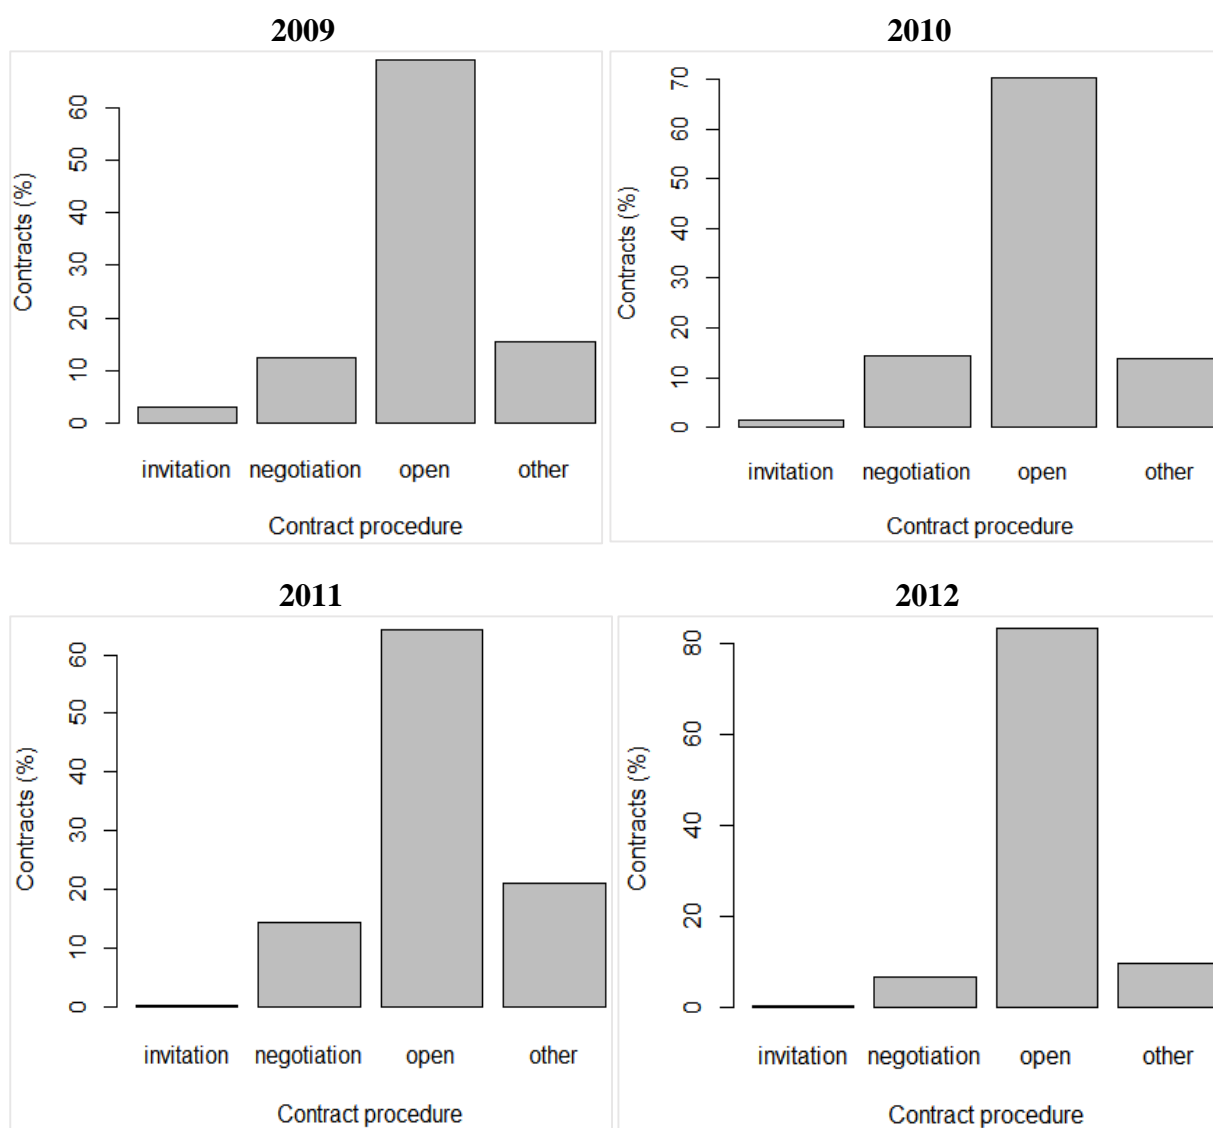 2009
Contracts (%)
60
50
40
30
20
10
0
invitation negotiation open other
Contract procedure
2010
Contracts (%)
70
60
50
40
30
20
10
0
invitation negotiation open other
Contract procedure
2011
Contracts (%)
60
50
40
30
20
10
0
invitation negotiation open other
Contract procedure
2012
Contracts (%)
80
60
40
20
0
invitation negotiation open other
Contract procedure